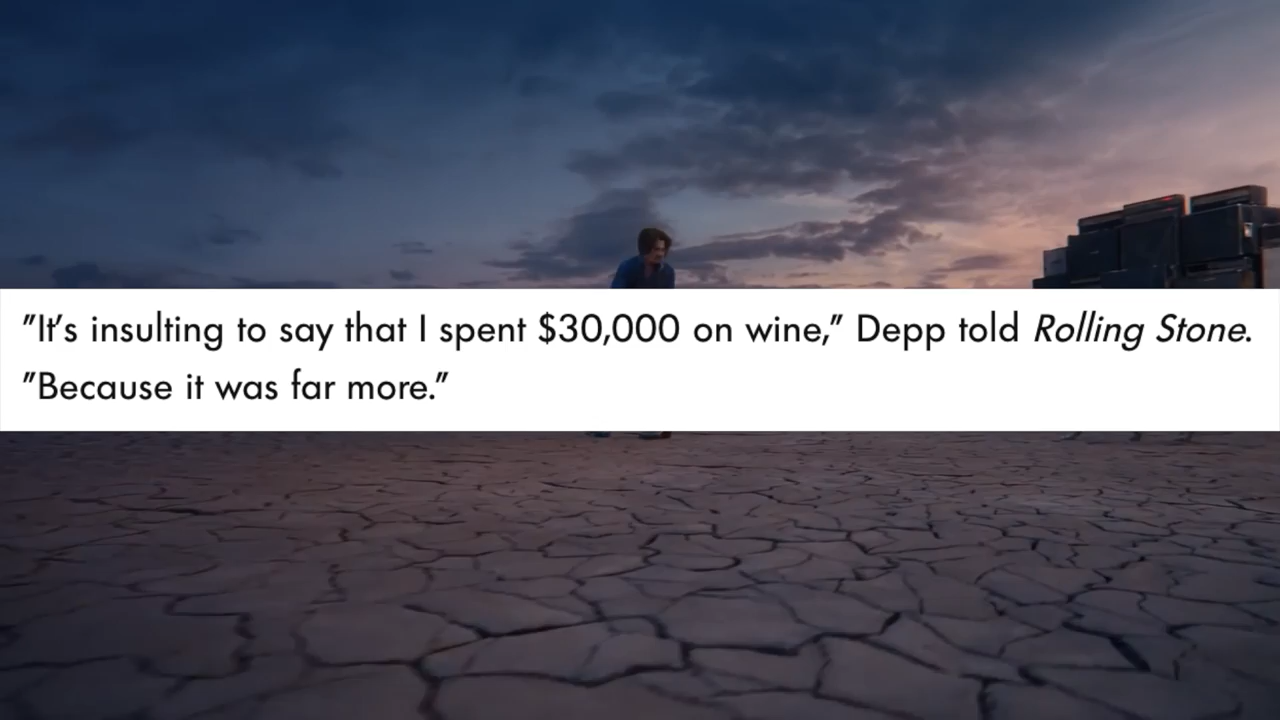 "It's insulting to say that I spent $30,000 on wine," Depp told Rolling Stone.
"Because it was far more."